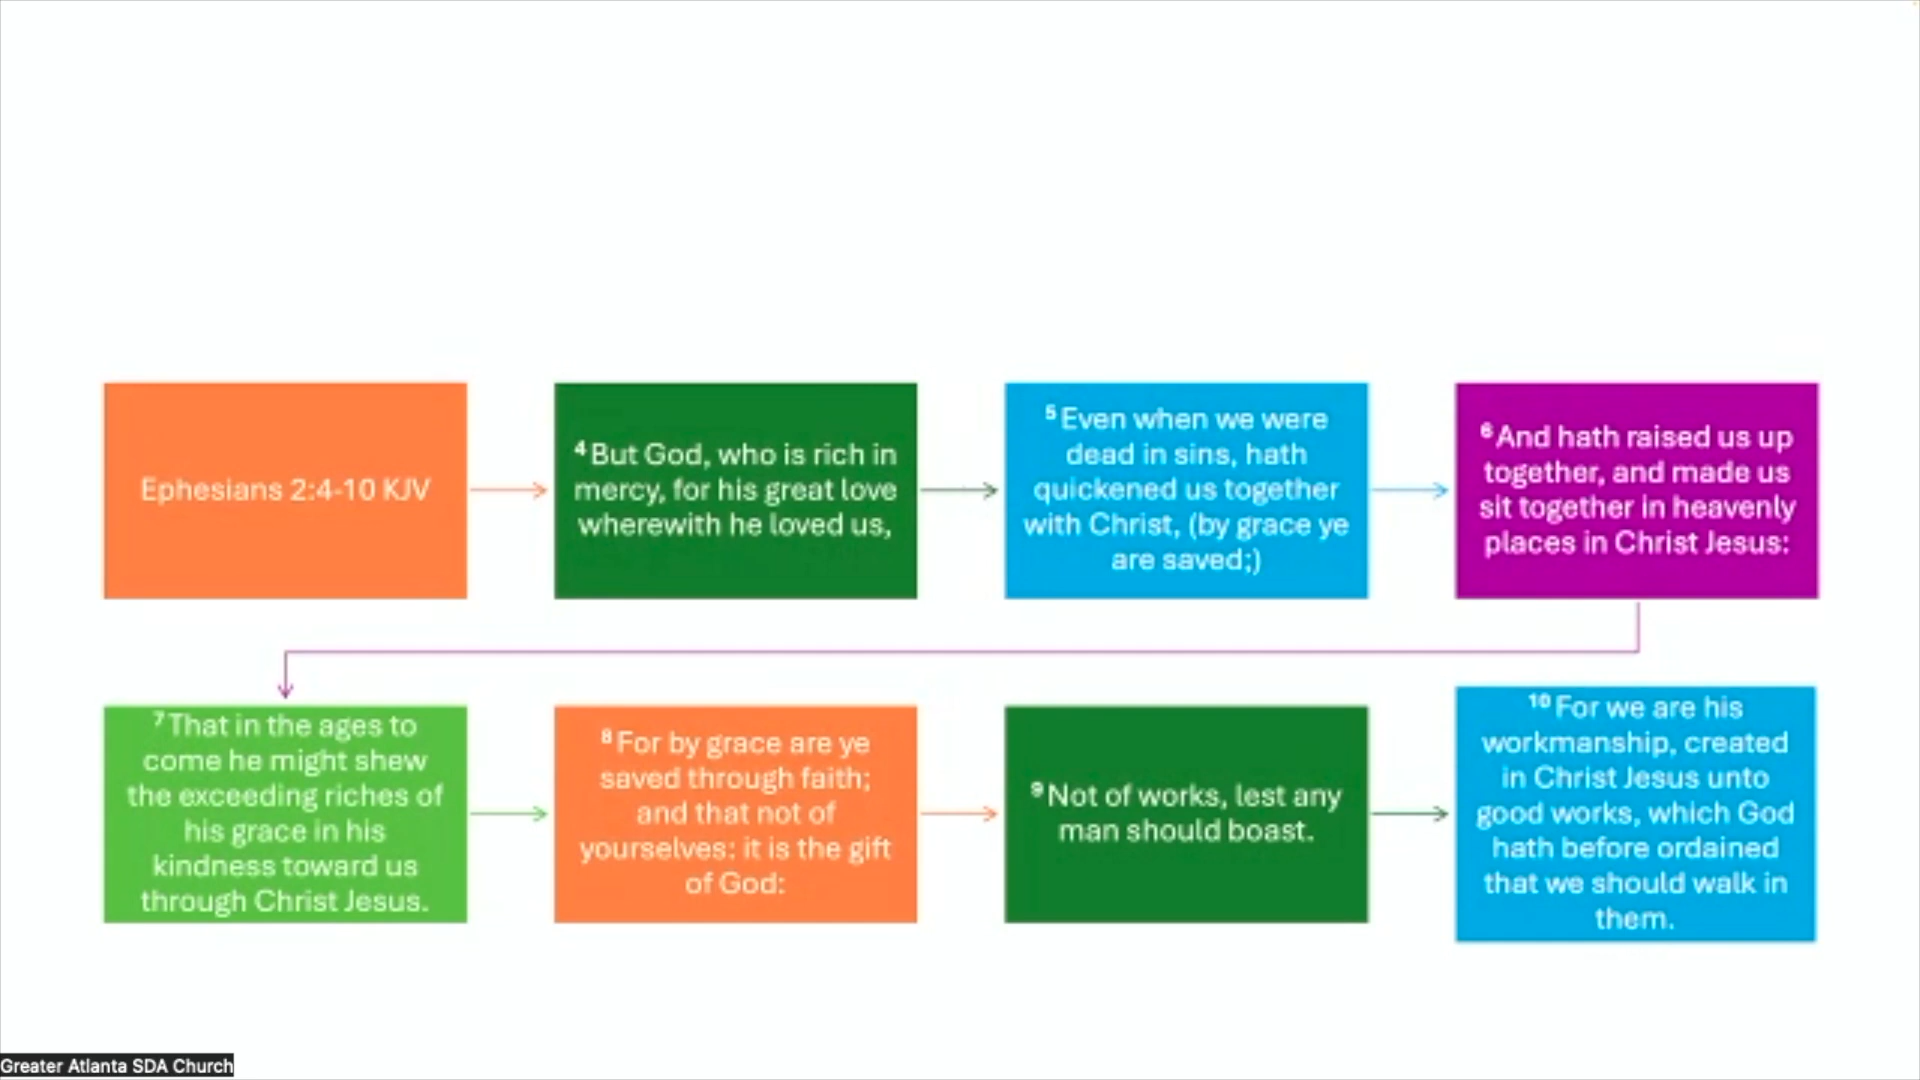 Ephesians 2:4-10 KJV
4 But God, who is rich in
mercy, for his great love
wherewith he loved us,
5 Even when we were
dead in sins, hath
quickened us together
with Christ, (by grace ye
are saved;)
6 And hath raised us up
together, and made us
sit together in heavenly
places in Christ Jesus:
7 That in the ages to
come he might shew
the exceeding riches of
his grace in his
kindness toward us
through Christ Jesus.
8 For by grace are ye
saved through faith;
and that not of
yourselves: it is the gift
of God:
9 Not of works, lest any
man should boast.
10 For we are his
workmanship, created
in Christ Jesus unto
good works, which God
hath before ordained
that we should walk in
them.
Greater Atlanta SDA Church